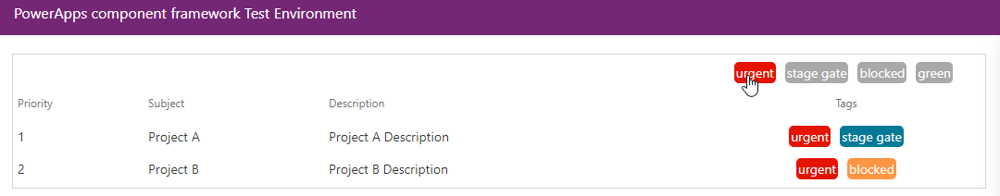 PowerApps component framework Test Environment
urgent stage gate blocked green
Priority Subject Description Tags
1 Project A Project A Description urgent stage gate
2 Project B Project B Description urgent blocked